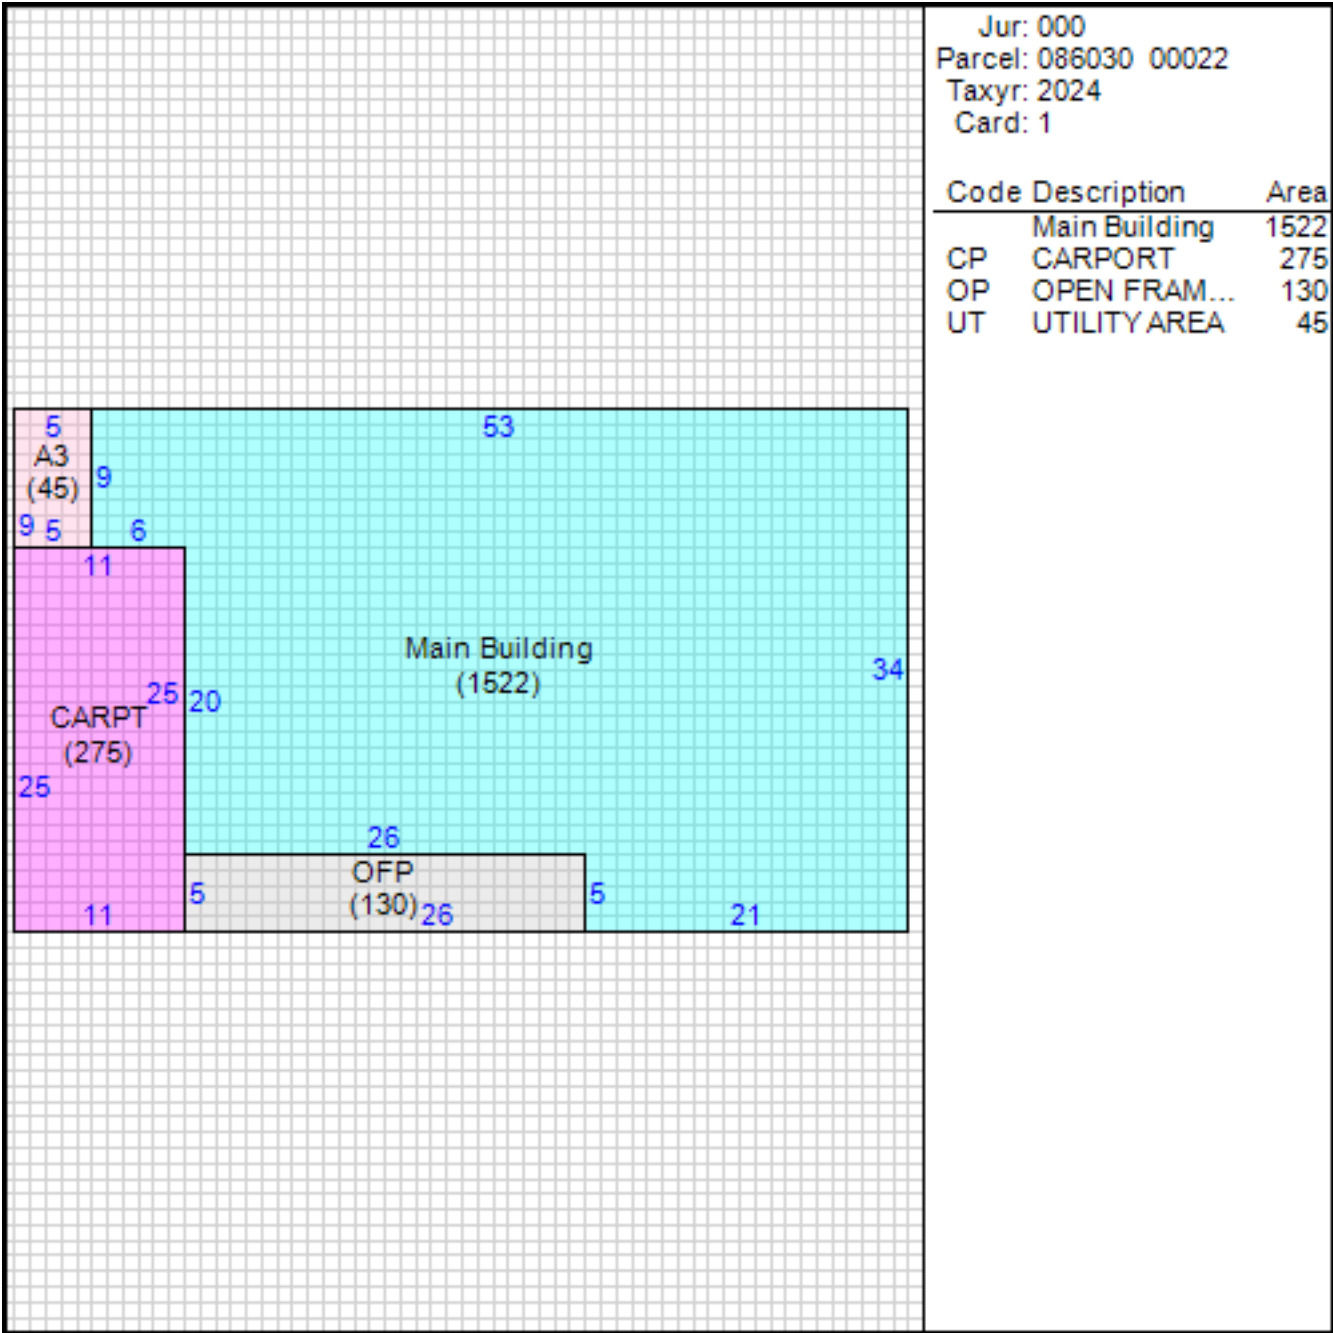 Jur: 000
Parcel: 086030 00022
Taxyr: 2024
Card: 1
Code Description Area
Main Building 1522
CP CARPORT 275
OP OPEN FRAM... 130
UT UTILITY AREA 45
5
53
A3
(45)
9
9
5
6
11
Main Building
(1522)
34
25
20
CARPT
(275)
25
26
OFP
(130)
5
26
5
11
21